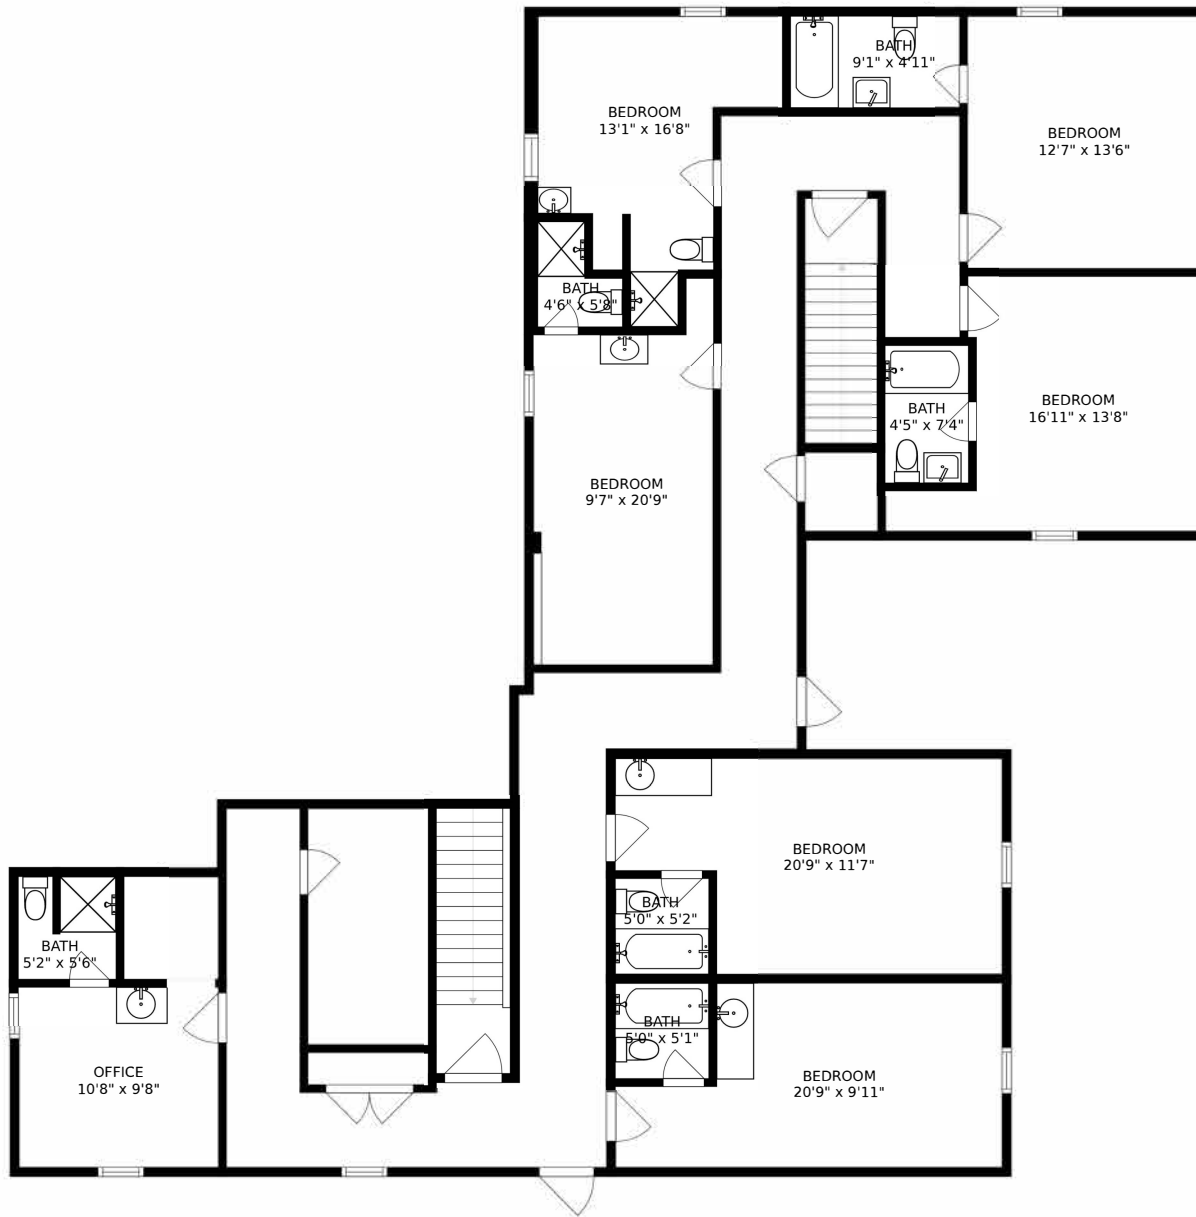 BATH
9'1" x 4'11"
BEDROOM
13'1" x 16'8"
BEDROOM
12'7" x 13'6"
BATH
4'6" x 5'8"
BEDROOM
16'11" x 13'8"
BATH
4'5" x 7'4"
BEDROOM
9'7" x 20'9"
BEDROOM
20'9" x 11'7"
BATH
5'0" x 5'2"
BATH
5'2" x 5'6"
BATH
5'0" x 5'1"
OFFICE
10'8" x 9'8"
BEDROOM
20'9" x 9'11"